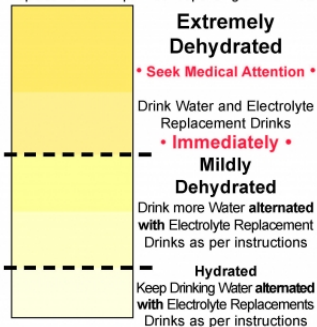 Extremely
Dehydrated
• Seek Medical Attention •
Drink Water and Electrolyte
Replacement Drinks
• Immediately •
Mildly
Dehydrated
Drink more Water alternated
with Electrolyte Replacement
Drinks as per instructions
Hydrated
Keep Drinking Water alternated
with Electrolyte Replacements
Drinks as per instructions